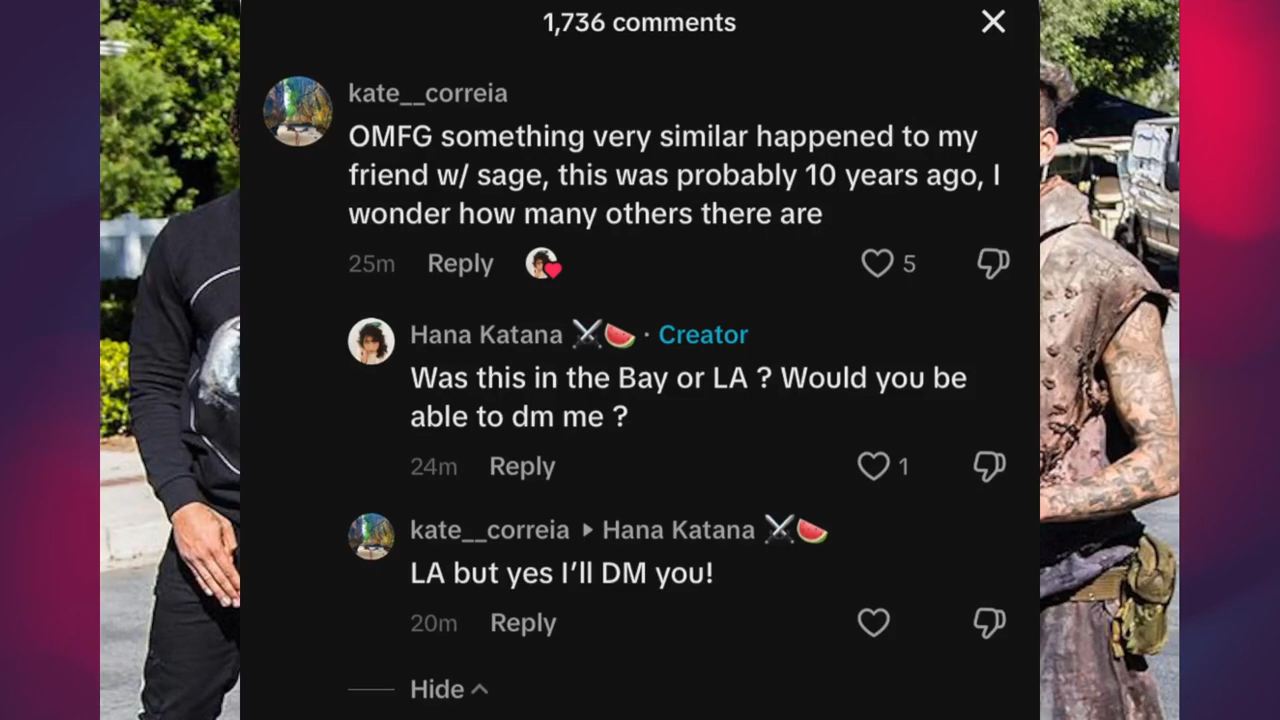 1,736 comments
kate__correia
OMFG something very similar happened to my
friend w/ sage, this was probably 10 years ago, I
wonder how many others there are
25m Reply 5
Hana Katana ⚔️🍉 · Creator
Was this in the Bay or LA ? Would you be
able to dm me ?
24m Reply 1
kate__correia ▸ Hana Katana ⚔️🍉
LA but yes I’ll DM you!
20m Reply
Hide